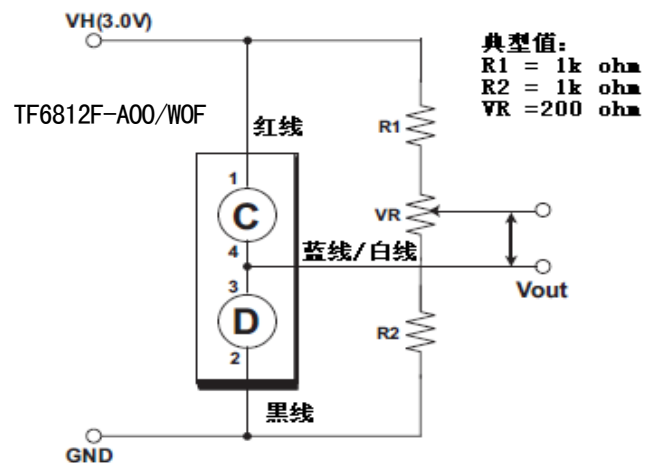 VH(3.0V)
典型值：
R1 = 1k ohm
R2 = 1k ohm
VR =200 ohm
TF6812F-A00/W0F
红线
R1
1
C
VR
4
蓝线/白线
3
Vout
D
R2
2
黑线
GND